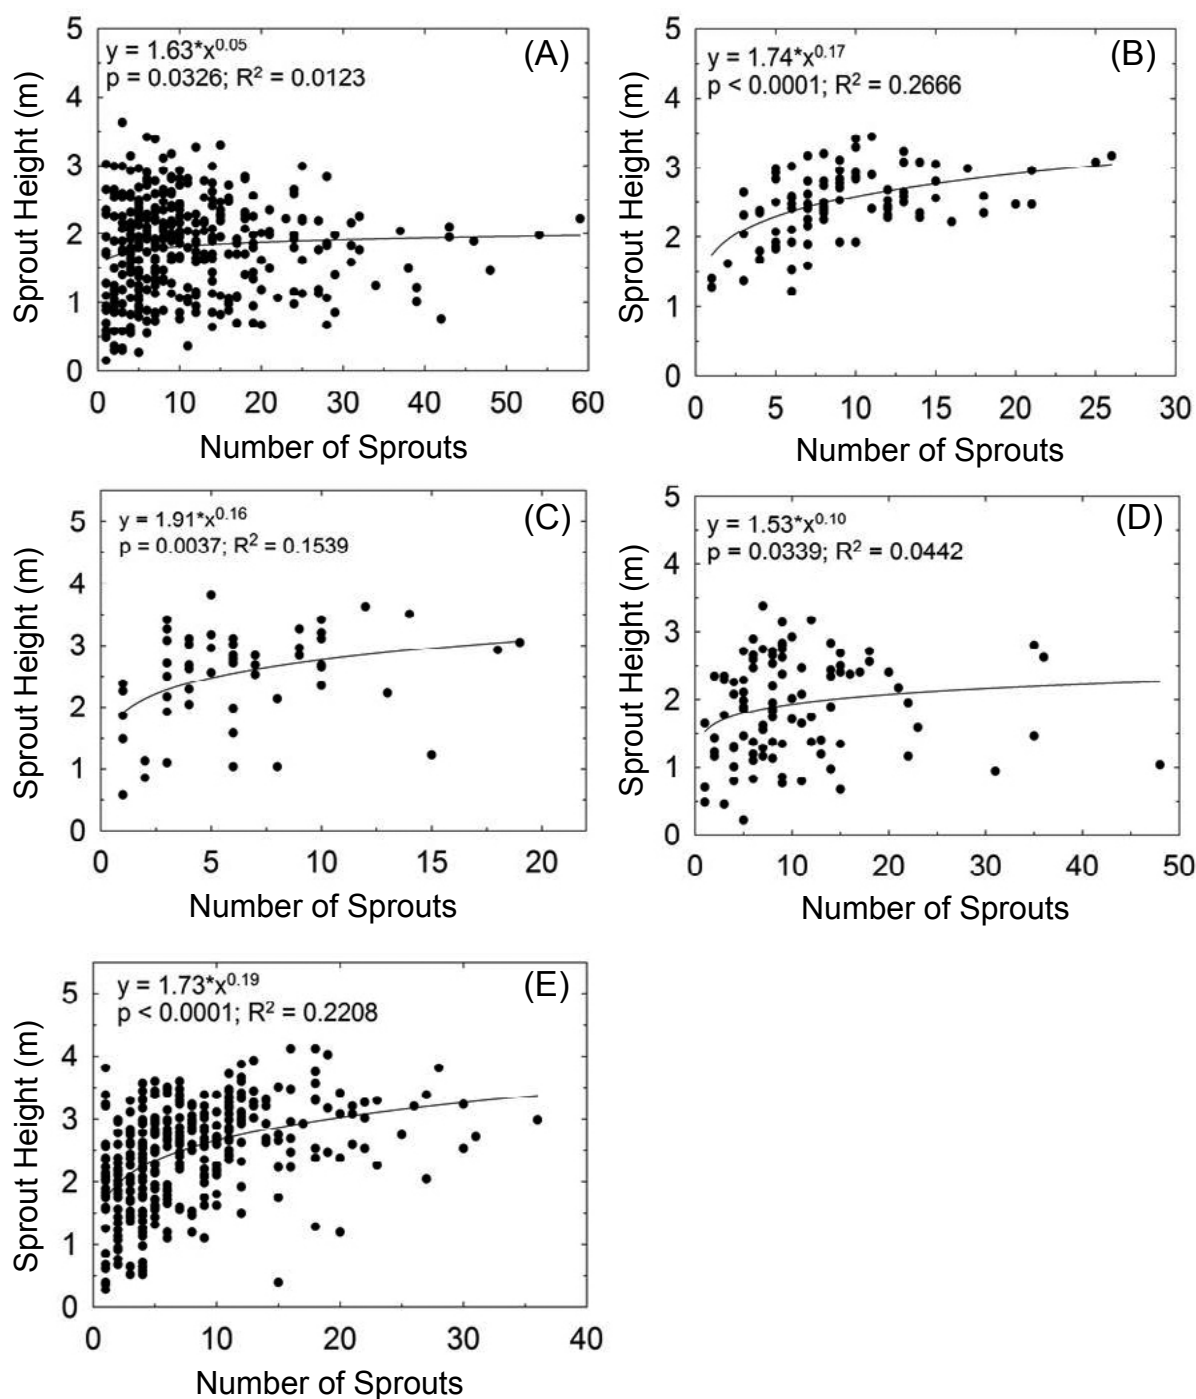 (A)
y = 1.63*x^0.05
p = 0.0326; R² = 0.0123
Sprout Height (m)
5
4
3
2
1
0
0 10 20 30 40 50 60
Number of Sprouts
(B)
y = 1.74*x^0.17
p < 0.0001; R² = 0.2666
Sprout Height (m)
5
4
3
2
1
0
0 5 10 15 20 25 30
Number of Sprouts
(C)
y = 1.91*x^0.16
p = 0.0037; R² = 0.1539
Sprout Height (m)
5
4
3
2
1
0
0 5 10 15 20
Number of Sprouts
(D)
y = 1.53*x^0.10
p = 0.0339; R² = 0.0442
Sprout Height (m)
5
4
3
2
1
0
0 10 20 30 40 50
Number of Sprouts
(E)
y = 1.73*x^0.19
p < 0.0001; R² = 0.2208
Sprout Height (m)
5
4
3
2
1
0
0 10 20 30 40
Number of Sprouts